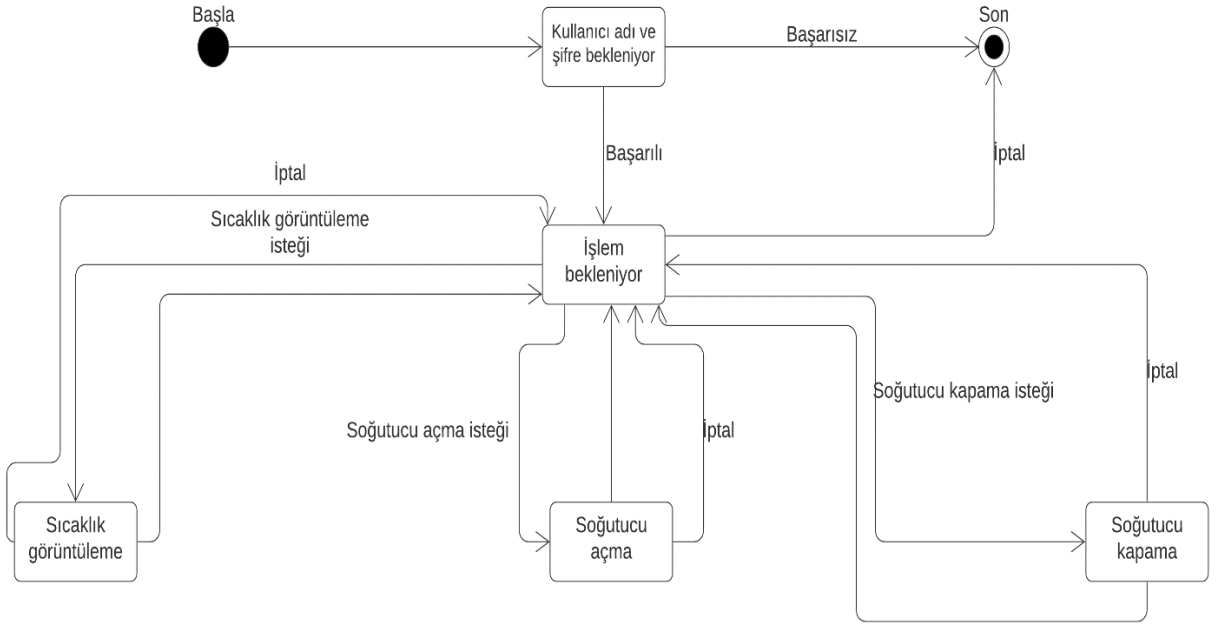 Başla
Kullanıcı adı ve
şifre bekleniyor
Başarısız
Son
Başarılı
İptal
İptal
Sıcaklık görüntüleme
isteği
İşlem
bekleniyor
İptal
Soğutucu kapama isteği
Soğutucu açma isteği
İptal
Sıcaklık
görüntüleme
Soğutucu
açma
Soğutucu
kapama